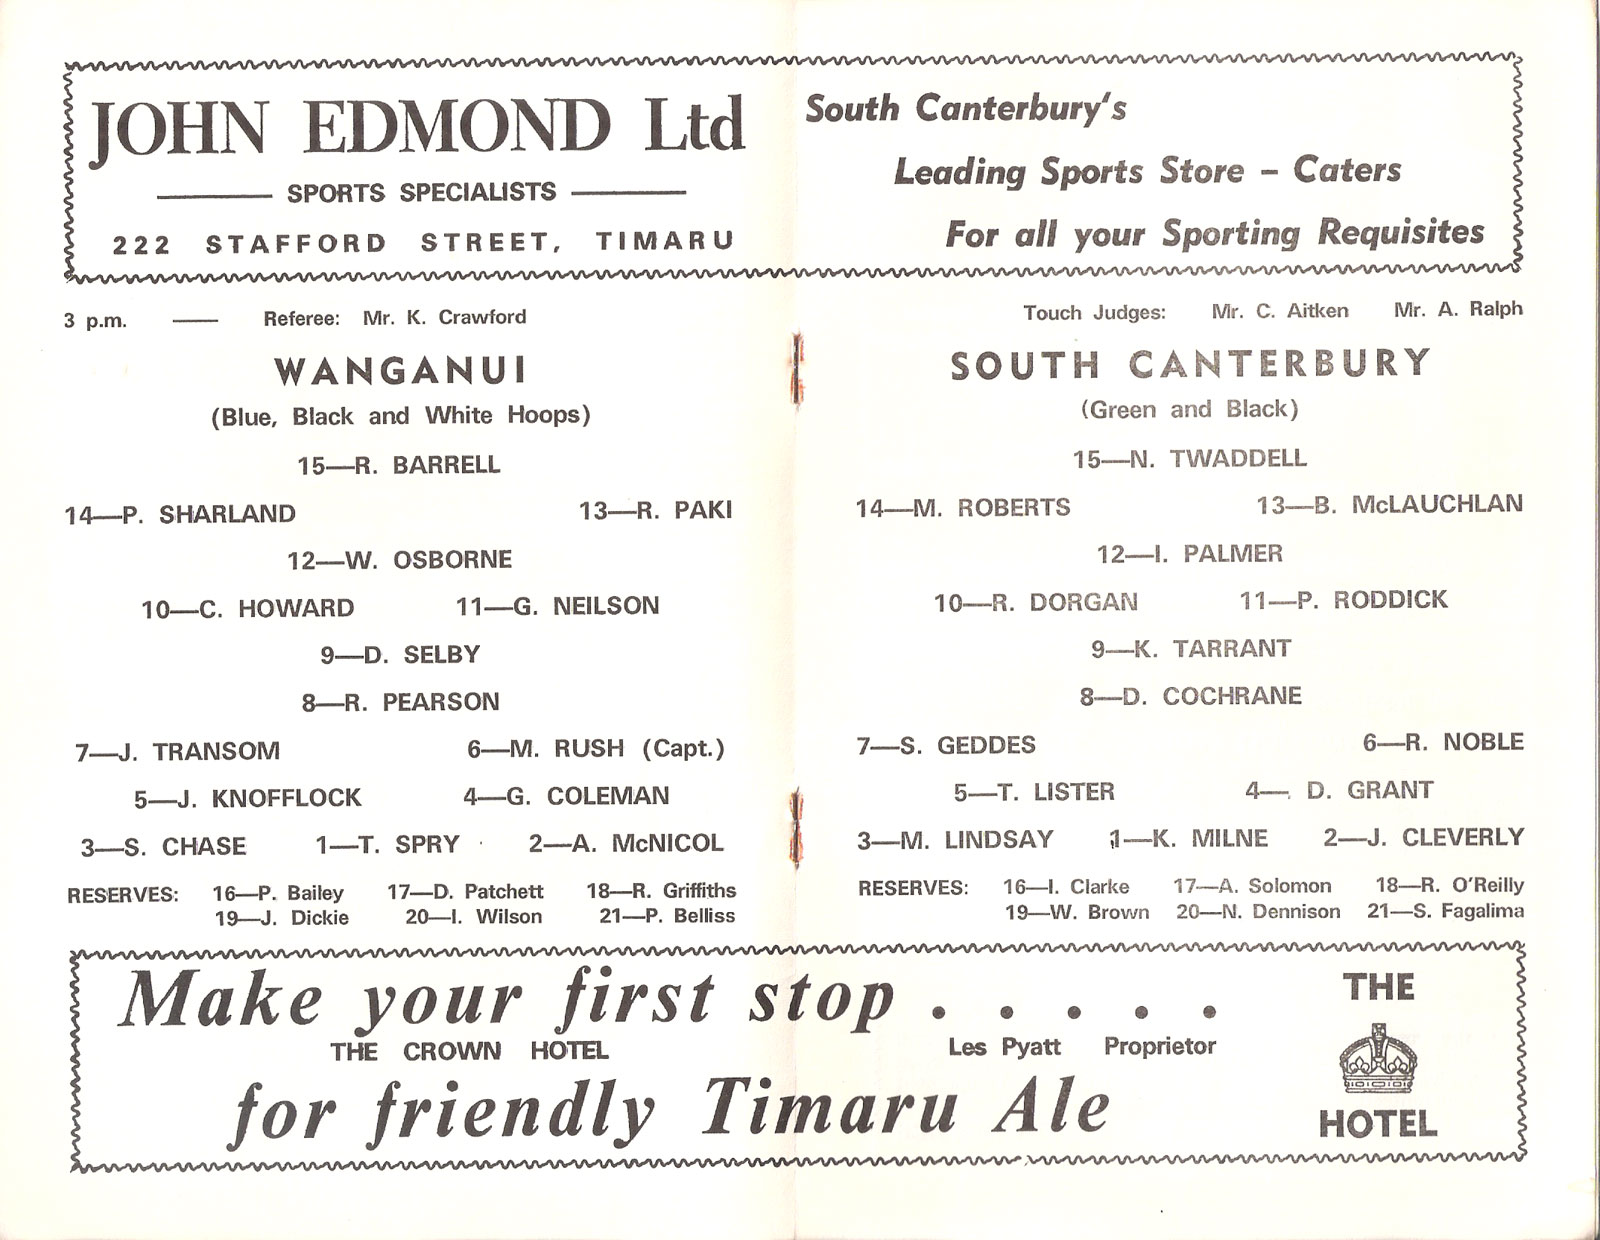 JOHN EDMOND Ltd
SPORTS SPECIALISTS
222 STAFFORD STREET, TIMARU
South Canterbury's
Leading Sports Store – Caters
For all your Sporting Requisites
3 p.m. — Referee: Mr. K. Crawford
WANGANUI
(Blue, Black and White Hoops)
15—R. BARRELL
14—P. SHARLAND 13—R. PAKI
12—W. OSBORNE
10—C. HOWARD 11—G. NEILSON
9—D. SELBY
8—R. PEARSON
7—J. TRANSOM 6—M. RUSH (Capt.)
5—J. KNOFFLOCK 4—G. COLEMAN
3—S. CHASE 1—T. SPRY 2—A. McNICOL
RESERVES: 16—P. Bailey 17—D. Patchett 18—R. Griffiths
19—J. Dickie 20—I. Wilson 21—P. Belliss
Touch Judges: Mr. C. Aitken Mr. A. Ralph
SOUTH CANTERBURY
(Green and Black)
15—N. TWADDELL
14—M. ROBERTS 13—B. McLAUCHLAN
12—I. PALMER
10—R. DORGAN 11—P. RODDICK
9—K. TARRANT
8—D. COCHRANE
7—S. GEDDES 6—R. NOBLE
5—T. LISTER 4—. D. GRANT
3—M. LINDSAY 1—K. MILNE 2—J. CLEVERLY
RESERVES: 16—I. Clarke 17—A. Solomon 18—R. O'Reilly
19—W. Brown 20—N. Dennison 21—S. Fagalima
Make your first stop . . . . .
THE CROWN HOTEL Les Pyatt Proprietor
for friendly Timaru Ale
THE
HOTEL